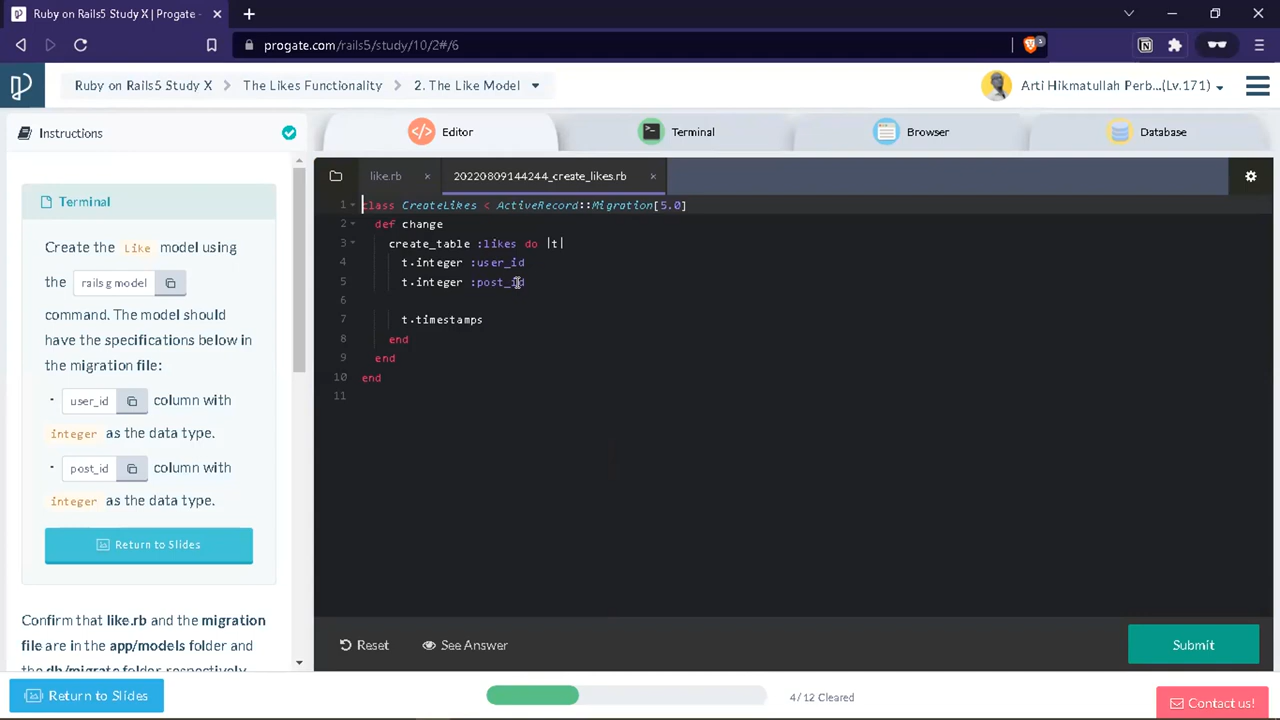 Ruby on Rails5 Study X | Progate -
progate.com/rails5/study/10/2#/6
3
Ruby on Rails5 Study X
The Likes Functionality
2. The Like Model
Arti Hikmatullah Perb...(Lv.171)
Instructions
Editor
Terminal
Browser
Database
like.rb
20220809144244_create_likes.rb
Terminal
Create the Like model using
the rails g model
command. The model should
have the specifications below in
the migration file:
· user_id column with
integer as the data type.
· post_id column with
integer as the data type.
Return to Slides
Confirm that like.rb and the migration
file are in the app/models folder and
the db/migrate folder respectively
1 class CreateLikes < ActiveRecord::Migration[5.0]
2 def change
3 create_table :likes do |t|
4 t.integer :user_id
5 t.integer :post_id
6
7 t.timestamps
8 end
9 end
10 end
11
Reset
See Answer
Submit
Return to Slides
4/12 Cleared
Contact us!